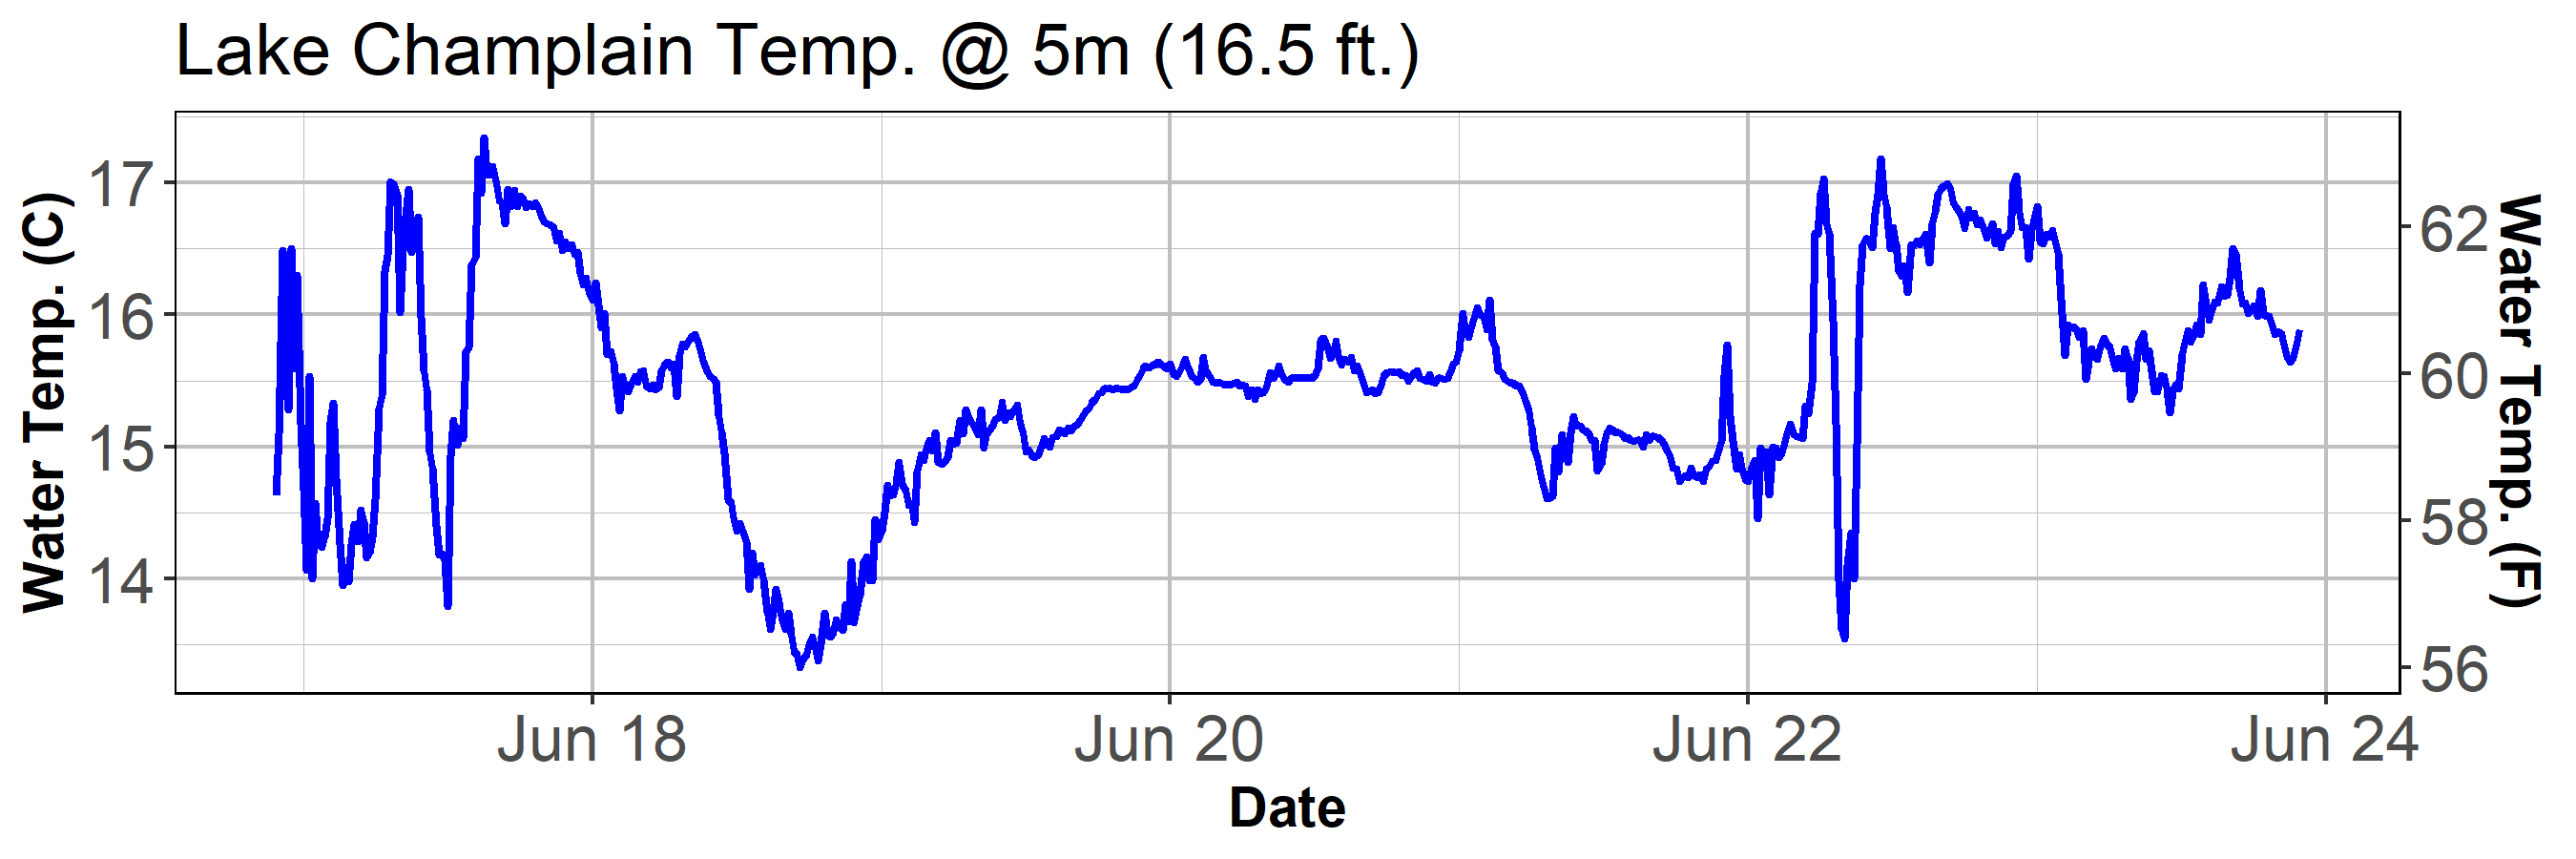 Lake Champlain Temp. @ 5m (16.5 ft.)
Water Temp. (C)
17
16
15
14
62
60
58
56
Water Temp. (F)
Jun 18
Jun 20
Jun 22
Jun 24
Date